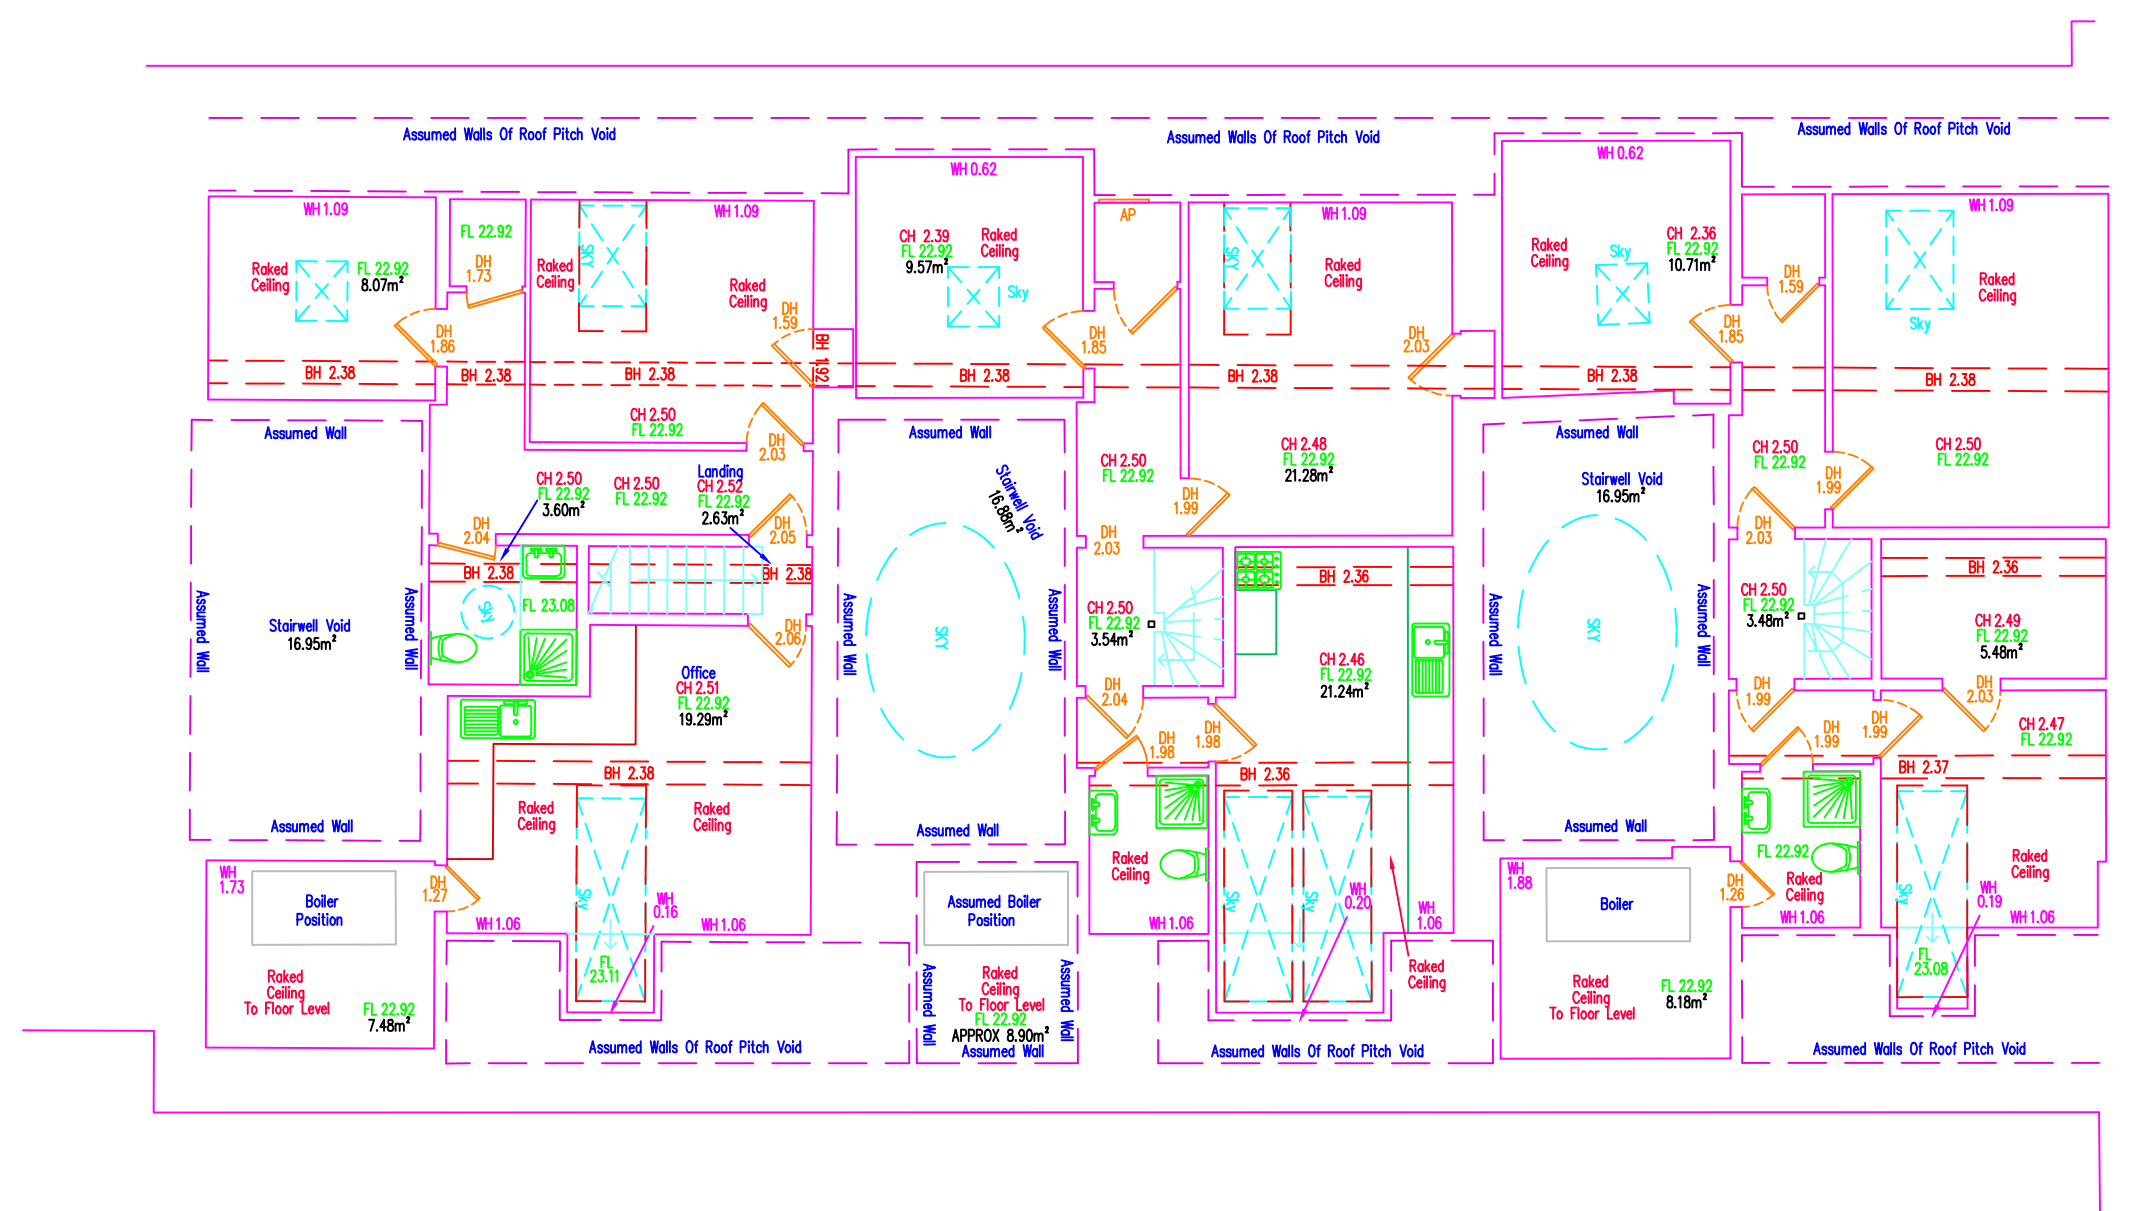 Assumed Walls Of Roof Pitch Void
Assumed Walls Of Roof Pitch Void
Assumed Walls Of Roof Pitch Void
WH 1.09
Raked
Ceiling
FL 22.92
8.07m²
DH
1.86
BH 2.38
FL 22.92
DH
1.73
BH 2.38
Raked
Ceiling
SKY
WH 1.09
Raked
Ceiling
DH
1.59
BH 1.92
BH 2.38
CH 2.50
FL 22.92
DH
2.03
WH 0.62
CH 2.39
FL 22.92
9.57m²
Raked
Ceiling
Sky
DH
1.85
BH 2.38
AP
SKY
WH 1.09
Raked
Ceiling
DH
2.03
BH 2.38
CH 2.48
FL 22.92
21.28m²
WH 0.62
Raked
Ceiling
Sky
CH 2.36
FL 22.92
10.71m²
DH
1.85
BH 2.38
DH
1.59
WH 1.09
Raked
Ceiling
Sky
BH 2.38
CH 2.50
FL 22.92
Assumed Wall
Assumed Wall
Stairwell Void
16.95m²
Assumed Wall
Assumed Wall
CH 2.50
FL 22.92
3.60m²
CH 2.50
FL 22.92
Landing
CH 2.52
FL 22.92
2.63m²
DH
2.04
DH
2.05
BH 2.38
BH 2.38
FL 23.08
Sky
DH
2.06
Office
CH 2.51
FL 22.92
19.29m²
BH 2.38
Raked
Ceiling
Raked
Ceiling
Sky
WH
0.16
WH 1.06
WH 1.06
FL
23.11
DH
1.27
WH
1.73
Boiler
Position
Raked
Ceiling
To Floor Level
FL 22.92
7.48m²
Assumed Walls Of Roof Pitch Void
Assumed Wall
Stairwell Void
16.88m²
Assumed Wall
SKY
Assumed Wall
Assumed Wall
Assumed Boiler
Position
Assumed Wall
Raked
Ceiling
To Floor Level
FL 22.92
APPROX 8.90m²
Assumed Wall
Assumed Wall
CH 2.50
FL 22.92
DH
1.99
DH
2.03
CH 2.50
FL 22.92
3.54m²
DH
2.04
DH
1.98
DH
1.98
BH 2.36
CH 2.46
FL 22.92
21.24m²
BH 2.36
Raked
Ceiling
WH 1.06
Sky
Sky
WH
0.20
WH
1.06
Raked
Ceiling
Assumed Walls Of Roof Pitch Void
Assumed Wall
Stairwell Void
16.95m²
Assumed Wall
SKY
Assumed Wall
Assumed Wall
WH
1.88
Boiler
Raked
Ceiling
To Floor Level
FL 22.92
8.18m²
DH
1.26
CH 2.50
FL 22.92
DH
1.99
DH
2.03
CH 2.50
FL 22.92
3.48m²
BH 2.36
CH 2.49
FL 22.92
5.48m²
DH
1.99
DH
1.99
DH
1.99
DH
2.03
CH 2.47
FL 22.92
BH 2.37
FL 22.92
Raked
Ceiling
WH 1.06
Sky
Raked
Ceiling
WH
0.19
WH 1.06
FL
23.08
Assumed Walls Of Roof Pitch Void